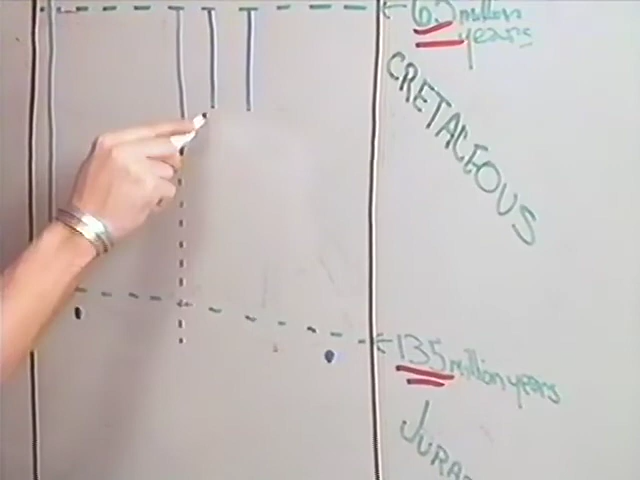 65 million
years
CRETACEOUS
135 million years
JURA